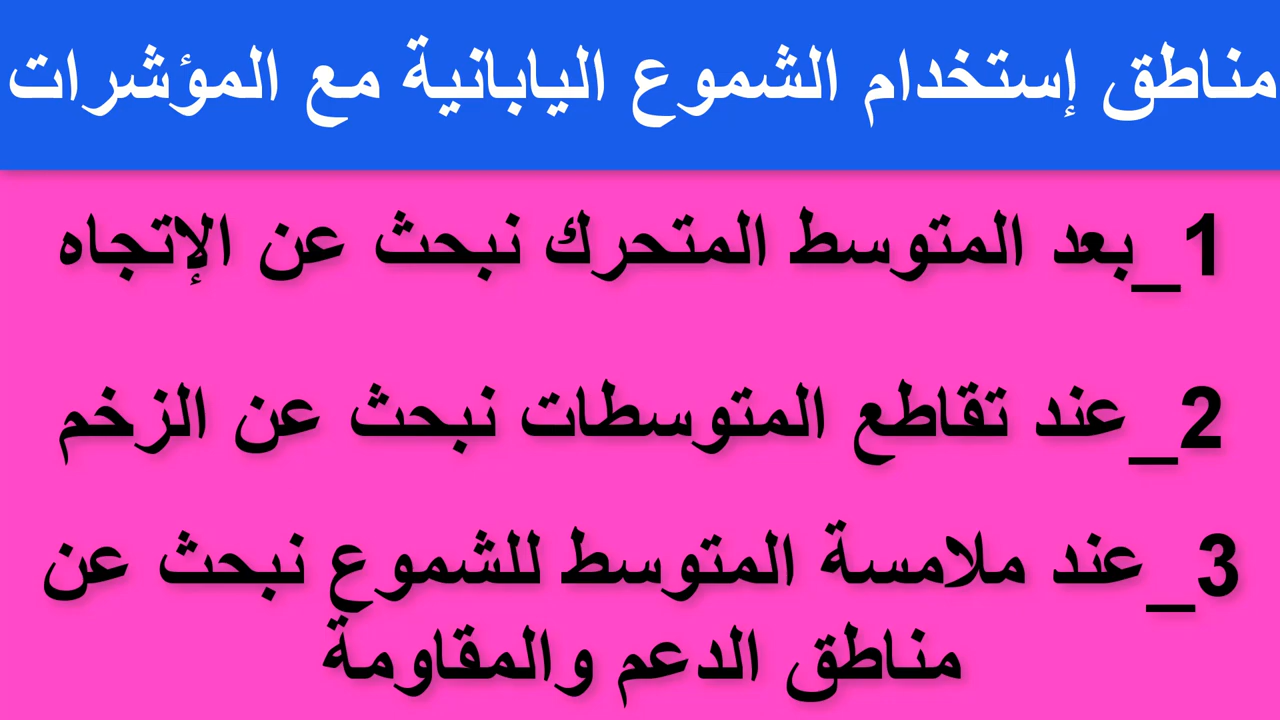 مناطق إستخدام الشموع اليابانية مع المؤشرات
1_بعد المتوسط المتحرك نبحث عن الإتجاه
2_عند تقاطع المتوسطات نبحث عن الزخم
3_عند ملامسة المتوسط للشموع نبحث عن
مناطق الدعم والمقاومة